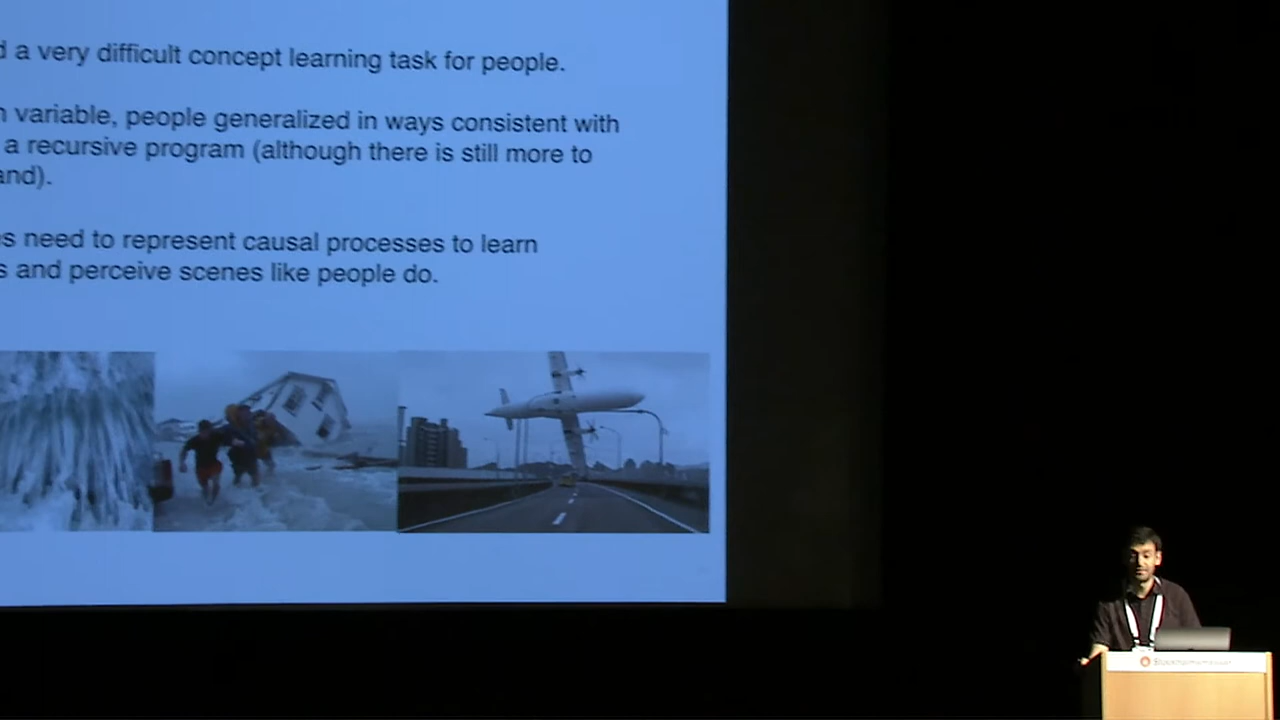 d a very difficult concept learning task for people.
n variable, people generalized in ways consistent with
a recursive program (although there is still more to
and).
es need to represent causal processes to learn
s and perceive scenes like people do.